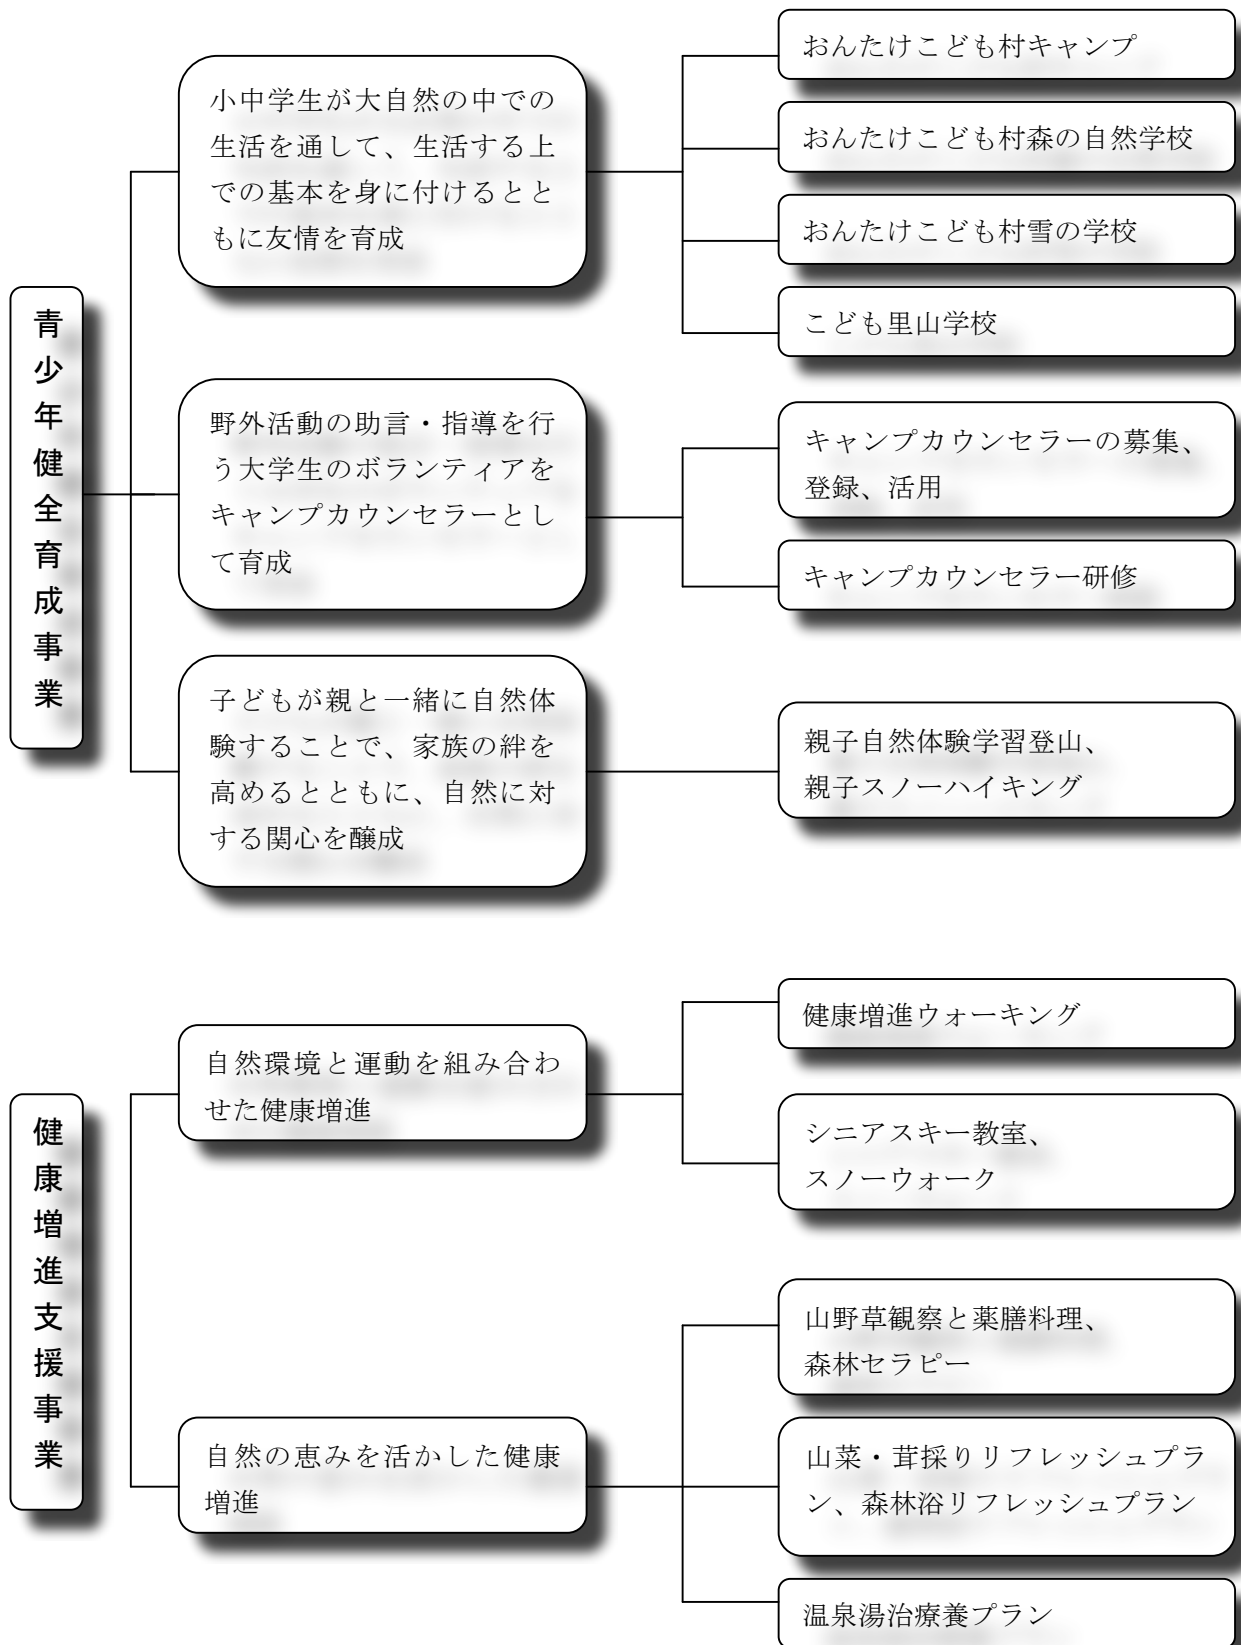 青少年健全育成事業
小中学生が大自然の中での
生活を通して、生活する上
での基本を身に付けるとと
もに友情を育成
おんたけこども村キャンプ
おんたけこども村森の自然学校
おんたけこども村雪の学校
こども里山学校
野外活動の助言・指導を行
う大学生のボランティアを
キャンプカウンセラーとし
て育成
キャンプカウンセラーの募集、
登録、活用
キャンプカウンセラー研修
子どもが親と一緒に自然体
験することで、家族の絆を
高めるとともに、自然に対
する関心を醸成
親子自然体験学習登山、
親子スノーハイキング
健康増進支援事業
自然環境と運動を組み合わ
せた健康増進
健康増進ウォーキング
シニアスキー教室、
スノーウォーク
自然の恵みを活かした健康
増進
山野草観察と薬膳料理、
森林セラピー
山菜・茸採りリフレッシュプラ
ン、森林浴リフレッシュプラン
温泉湯治療養プラン